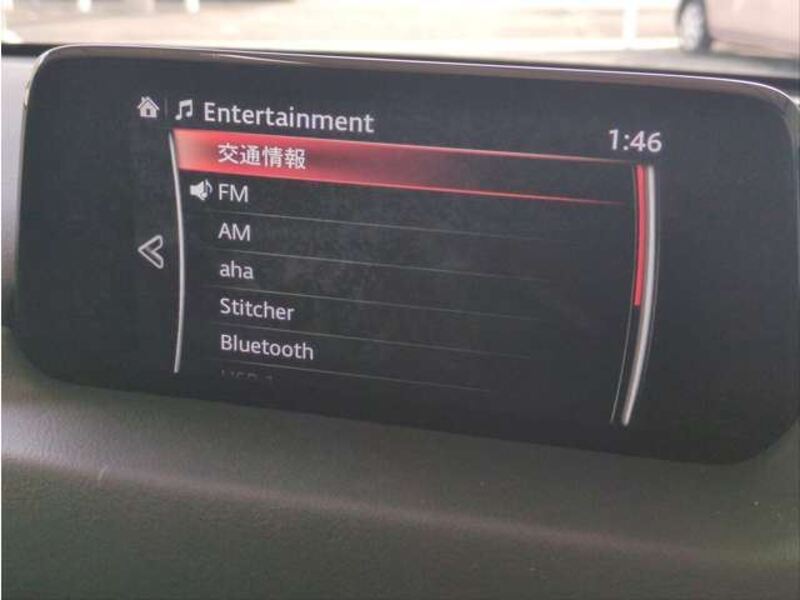 Entertainment
1:46
交通情報
FM
AM
aha
Stitcher
Bluetooth